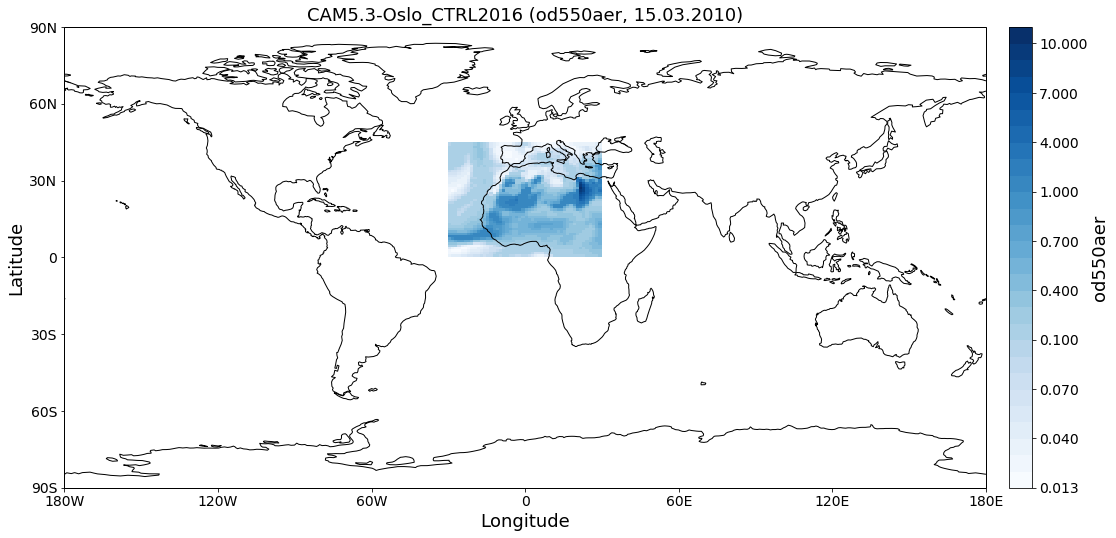 CAM5.3-Oslo_CTRL2016 (od550aer, 15.03.2010)
90N
60N
30N
0
30S
60S
90S
Latitude
180W
120W
60W
0
60E
120E
180E
Longitude
10.000
7.000
4.000
1.000
0.700
0.400
0.100
0.070
0.040
0.013
od550aer